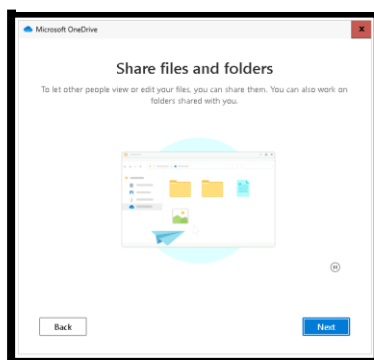 Microsoft OneDrive
Share files and folders
To let other people view or edit your files, you can share them. You can also work on
folders shared with you.
Back
Next